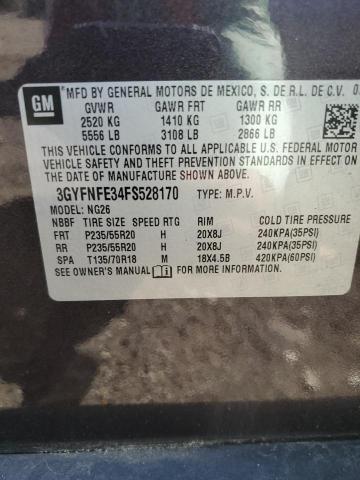 GM
BY GENERAL MOTORS DE MEXICO, S. DE R.L. DE C.V.
GVWR GAWR FRT GAWR RR
2520 KG 1410 KG 1300 KG
5556 LB 3108 LB 2866 LB
THIS VEHICLE CONFORMS TO ALL APPLICABLE U.S. FEDERAL MOTOR
VEHICLE SAFETY AND THEFT PREVENTION STANDARDS IN EFFECT ON
THE DATE OF MANUFACTURE SHOWN ABOVE.
3GYFNFE34FS528170 TYPE: M.P.V.
MODEL: NG26
NBBF TIRE SIZE SPEED RTG RIM COLD TIRE PRESSURE
FRT P235/55R20 H 20X8J 240KPA(35PSI)
RR P235/55R20 H 20X8J 240KPA(35PSI)
SPA T135/70R18 M 18X4.5B 420KPA(60PSI)
SEE OWNER'S MANUAL FOR MORE INFORMATION.